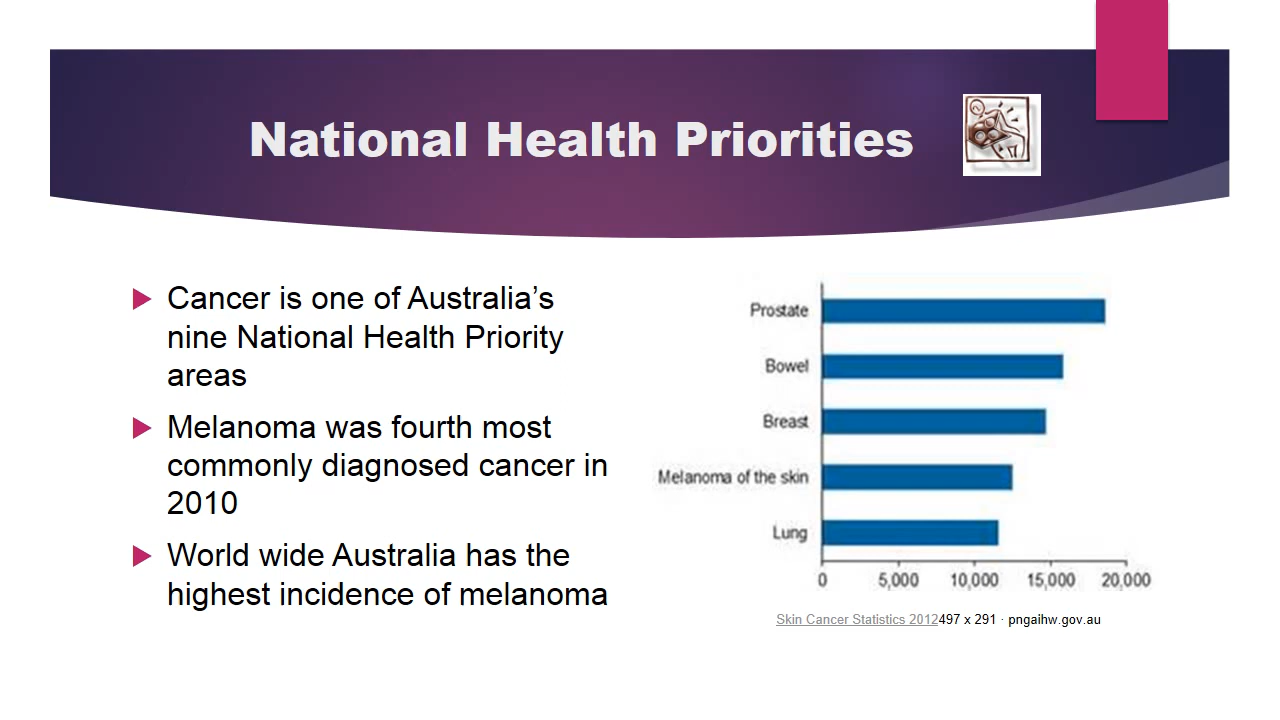 National Health Priorities
Cancer is one of Australia’s
nine National Health Priority
areas
Melanoma was fourth most
commonly diagnosed cancer in
2010
World wide Australia has the
highest incidence of melanoma
Prostate
Bowel
Breast
Melanoma of the skin
Lung
0 5,000 10,000 15,000 20,000
Skin Cancer Statistics 2012497 x 291 · pngaihw.gov.au